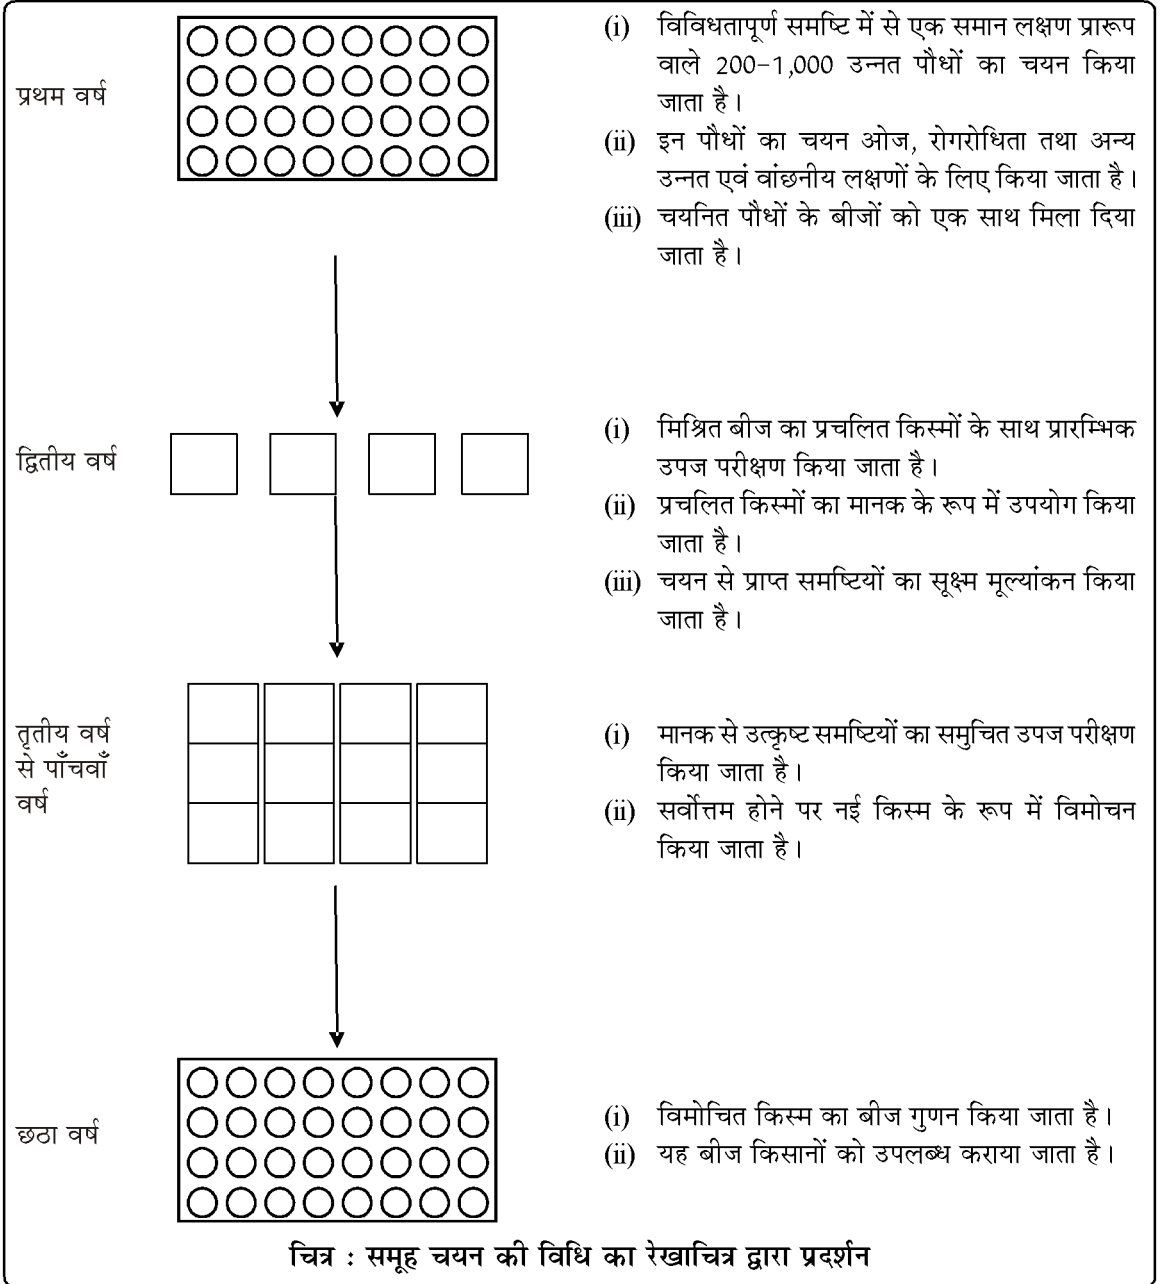 प्रथम वर्ष
(i) विविधतापूर्ण समष्टि में से एक समान लक्षण प्रारूप
वाले 200-1,000 उन्नत पौधों का चयन किया
जाता है।
(ii) इन पौधों का चयन ओज, रोगरोधिता तथा अन्य
उन्नत एवं वांछनीय लक्षणों के लिए किया जाता है।
(iii) चयनित पौधों के बीजों को एक साथ मिला दिया
जाता है।
द्वितीय वर्ष
(i) मिश्रित बीज का प्रचलित किस्मों के साथ प्रारम्भिक
उपज परीक्षण किया जाता है।
(ii) प्रचलित किस्मों का मानक के रूप में उपयोग किया
जाता है।
(iii) चयन से प्राप्त समष्टियों का सूक्ष्म मूल्यांकन किया
जाता है।
तृतीय वर्ष
से पाँचवाँ
वर्ष
(i) मानक से उत्कृष्ट समष्टियों का समुचित उपज परीक्षण
किया जाता है।
(ii) सर्वोत्तम होने पर नई किस्म के रूप में विमोचन
किया जाता है।
छठा वर्ष
(i) विमोचित किस्म का बीज गुणन किया जाता है।
(ii) यह बीज किसानों को उपलब्ध कराया जाता है।
चित्र : समूह चयन की विधि का रेखाचित्र द्वारा प्रदर्शन